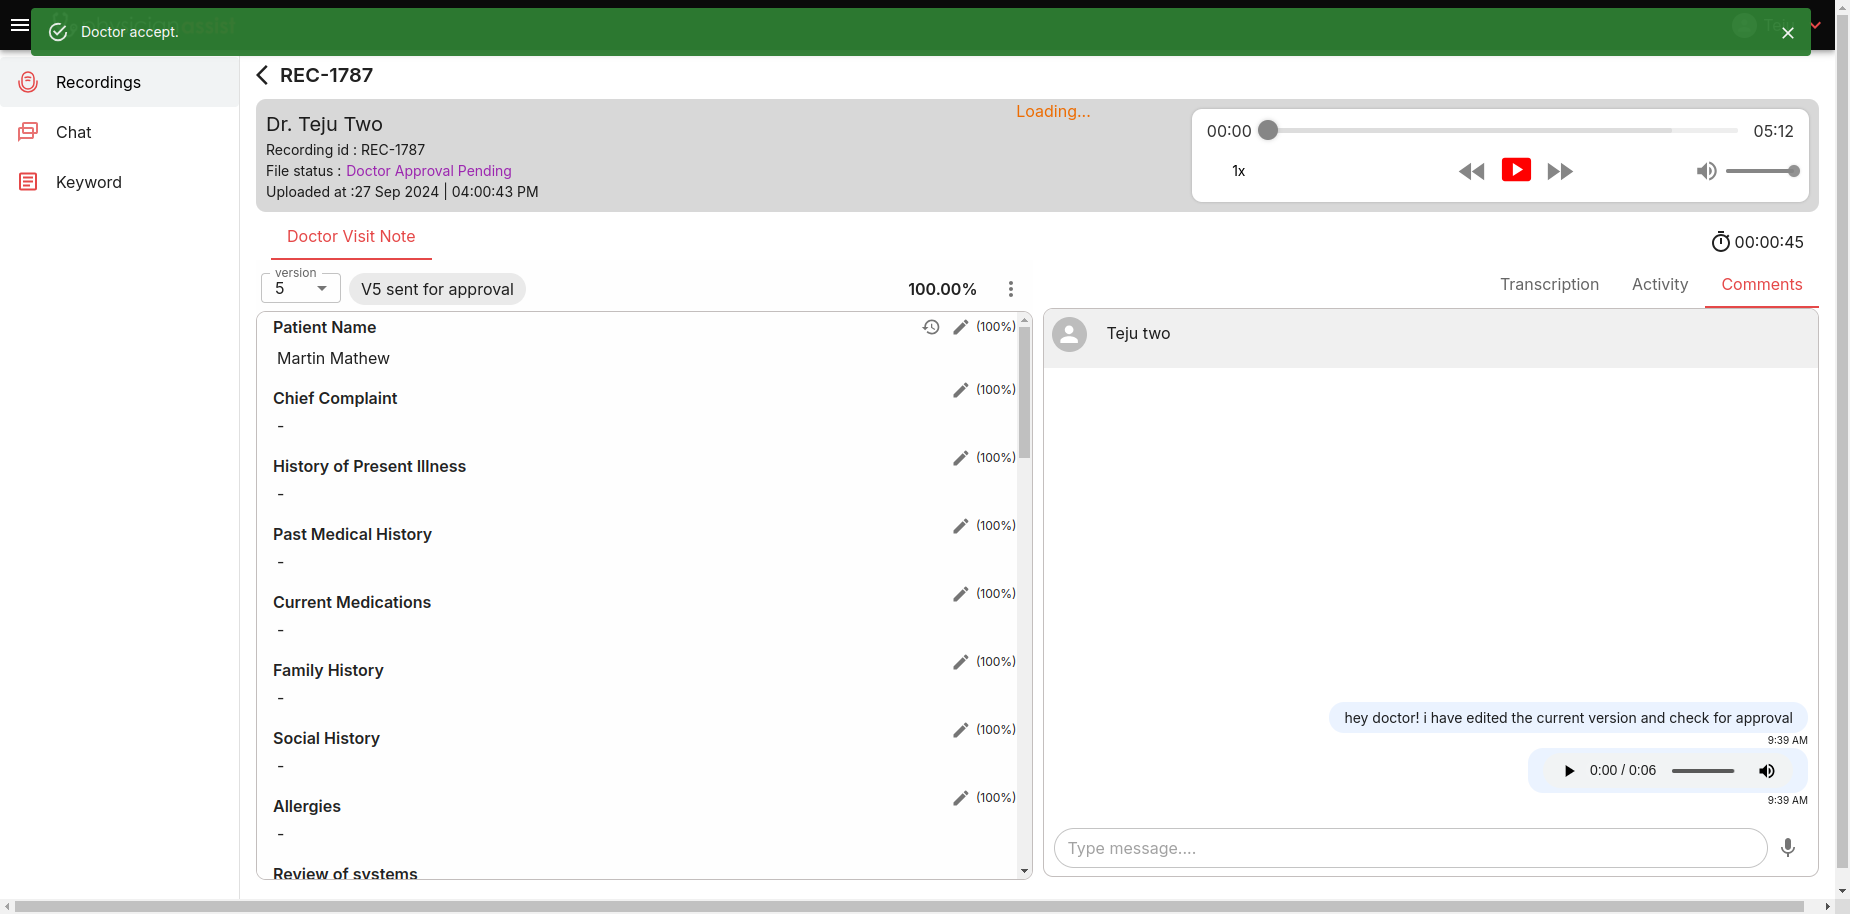 Doctor accept.
Recordings
Chat
Keyword
REC-1787
Dr. Teju Two
Recording id : REC-1787
File status : Doctor Approval Pending
Uploaded at :27 Sep 2024 | 04:00:43 PM
Loading...
00:00
05:12
1x
Doctor Visit Note
00:00:45
version
5
V5 sent for approval
100.00%
Transcription
Activity
Comments
Patient Name
(100%)
Martin Mathew
Chief Complaint
(100%)
-
History of Present Illness
(100%)
-
Past Medical History
(100%)
-
Current Medications
(100%)
-
Family History
(100%)
-
Social History
(100%)
-
Allergies
(100%)
-
Review of systems
Teju two
hey doctor! i have edited the current version and check for approval
9:39 AM
0:00 / 0:06
9:39 AM
Type message....